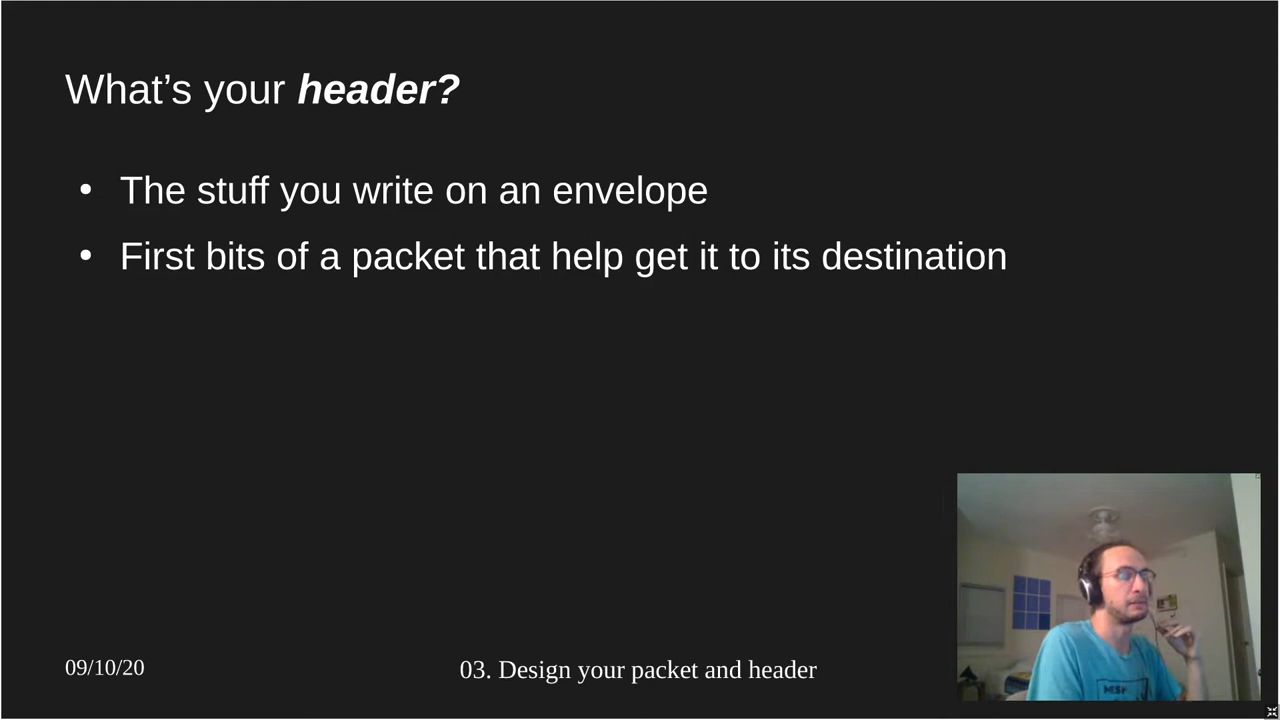 What’s your header?
• The stuff you write on an envelope
• First bits of a packet that help get it to its destination
09/10/20
03. Design your packet and header